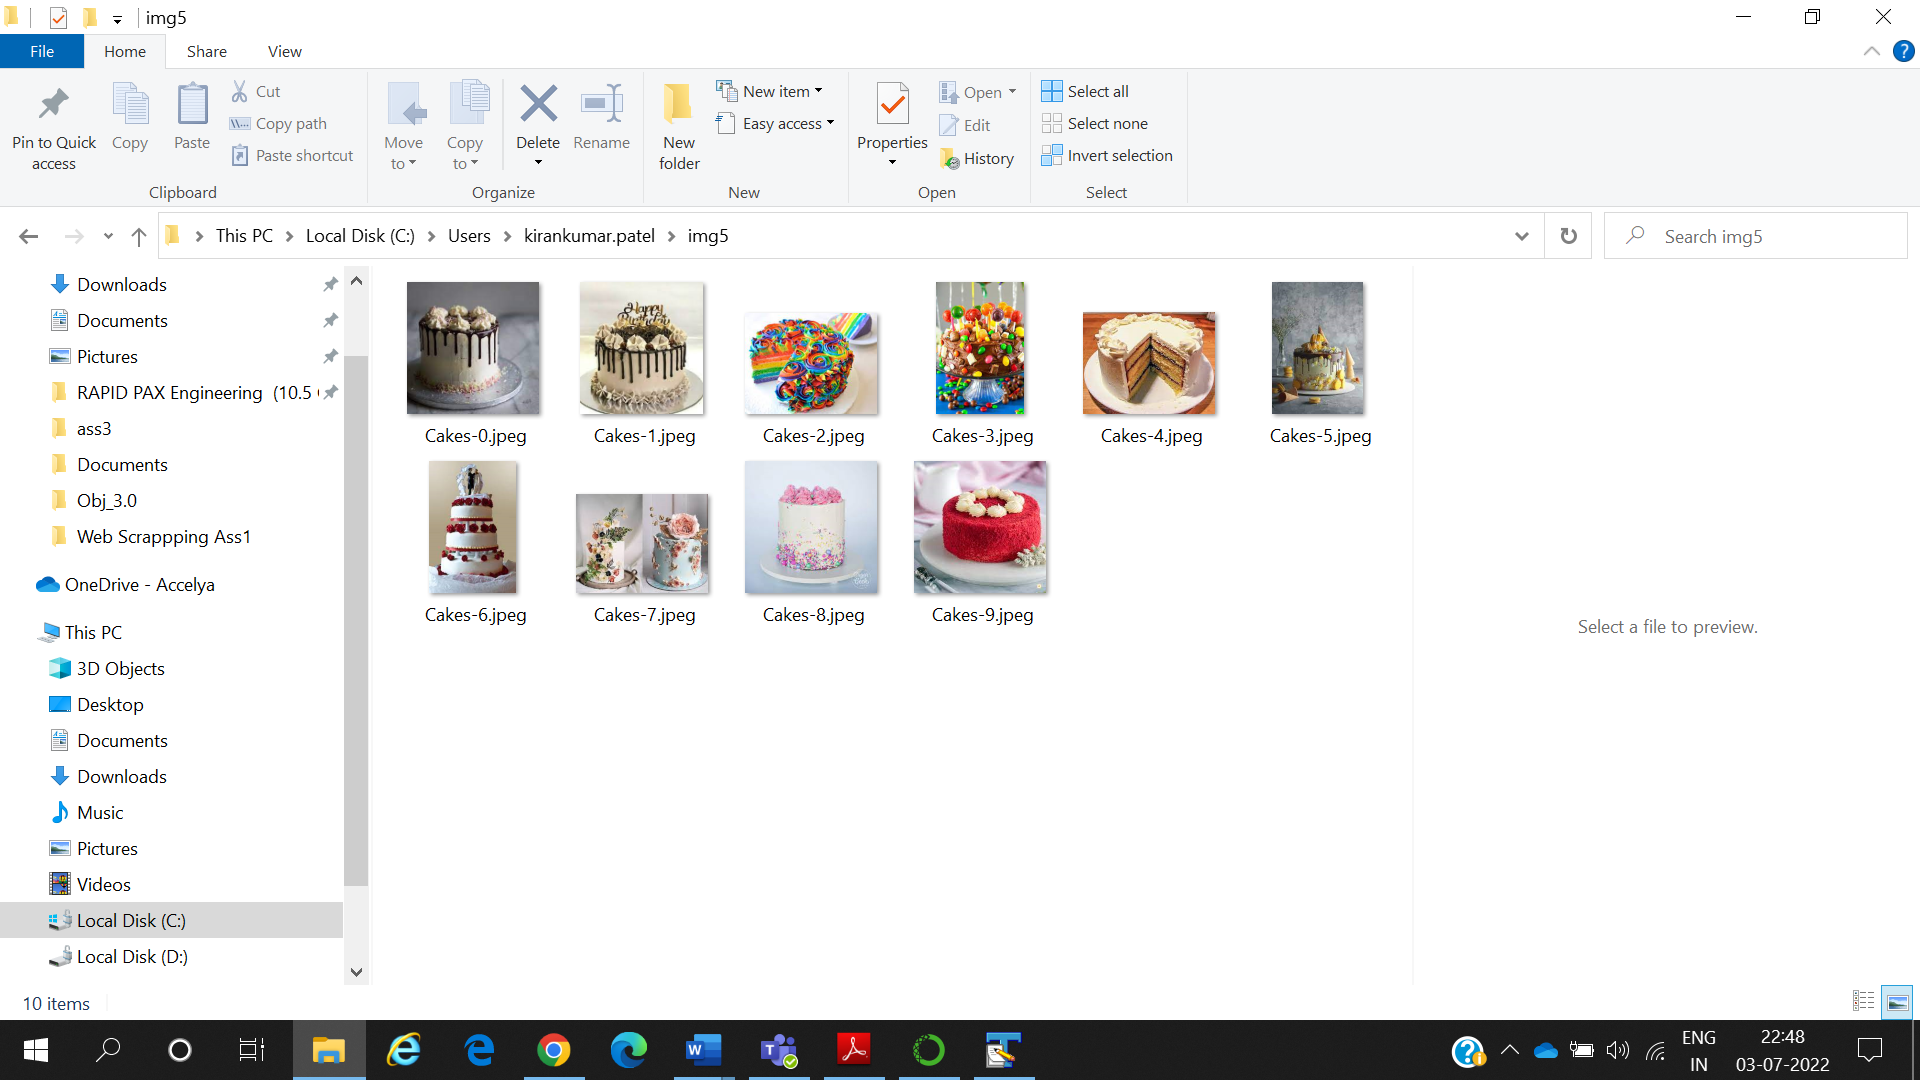 img5
File
Home
Share
View
Pin to Quick access
Copy
Paste
Cut
Copy path
Paste shortcut
Clipboard
Move to
Copy to
Delete
Rename
Organize
New folder
New item
Easy access
New
Properties
Open
Edit
History
Open
Select all
Select none
Invert selection
Select
This PC
Local Disk (C:)
Users
kirankumar.patel
img5
Search img5
Downloads
Documents
Pictures
RAPID PAX Engineering (10.5
ass3
Documents
Obj_3.0
Web Scrappping Ass1
OneDrive - Accelya
This PC
3D Objects
Desktop
Documents
Downloads
Music
Pictures
Videos
Local Disk (C:)
Local Disk (D:)
Happy
Birthday
Cakes-0.jpeg
Cakes-1.jpeg
Cakes-2.jpeg
Cakes-3.jpeg
Cakes-4.jpeg
Cakes-5.jpeg
Cakes-6.jpeg
Cakes-7.jpeg
Cakes-8.jpeg
Cakes-9.jpeg
Select a file to preview.
10 items
ENG
IN
22:48
03-07-2022